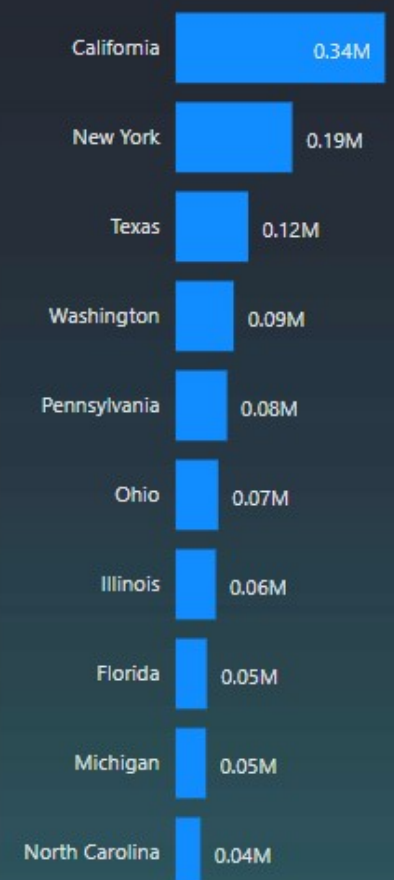 California 0.34M
New York 0.19M
Texas 0.12M
Washington 0.09M
Pennsylvania 0.08M
Ohio 0.07M
Illinois 0.06M
Florida 0.05M
Michigan 0.05M
North Carolina 0.04M